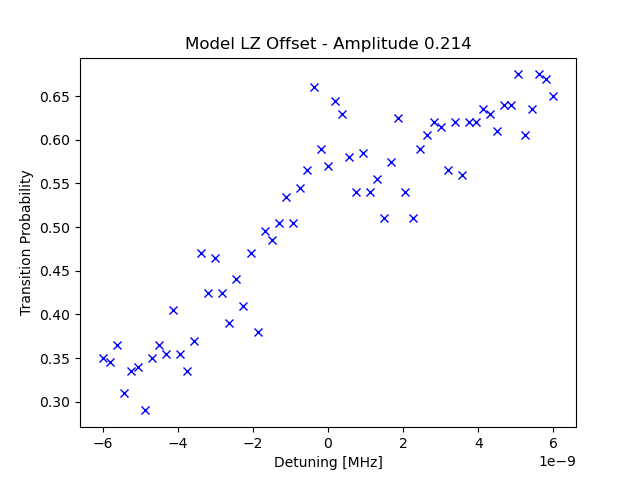 Model LZ Offset - Amplitude 0.214
Transition Probability
0.65
0.60
0.55
0.50
0.45
0.40
0.35
0.30
−6 −4 −2 0 2 4 6
1e−9
Detuning [MHz]